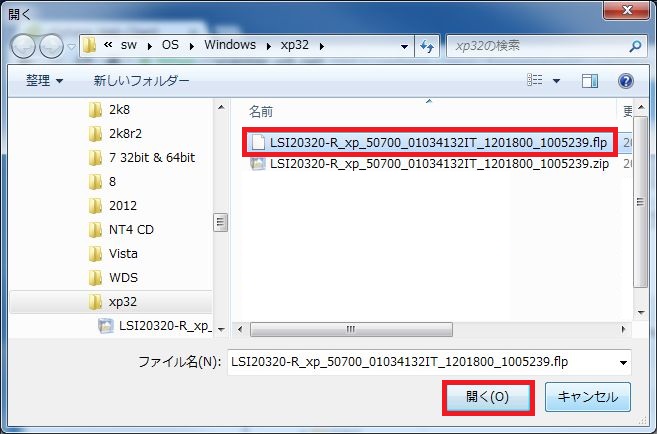 開く
« sw OS Windows xp32
xp32の検索
整理 新しいフォルダー
2k8
2k8r2
7 32bit & 64bit
8
2012
NT4 CD
Vista
WDS
xp32
LSI20320-R_xp_
名前
更
LSI20320-R_xp_50700_01034132IT_1201800_1005239.flp
20
LSI20320-R_xp_50700_01034132IT_1201800_1005239.zip
20
ファイル名(N):
LSI20320-R_xp_50700_01034132IT_1201800_1005239.flp
開く(O)
キャンセル